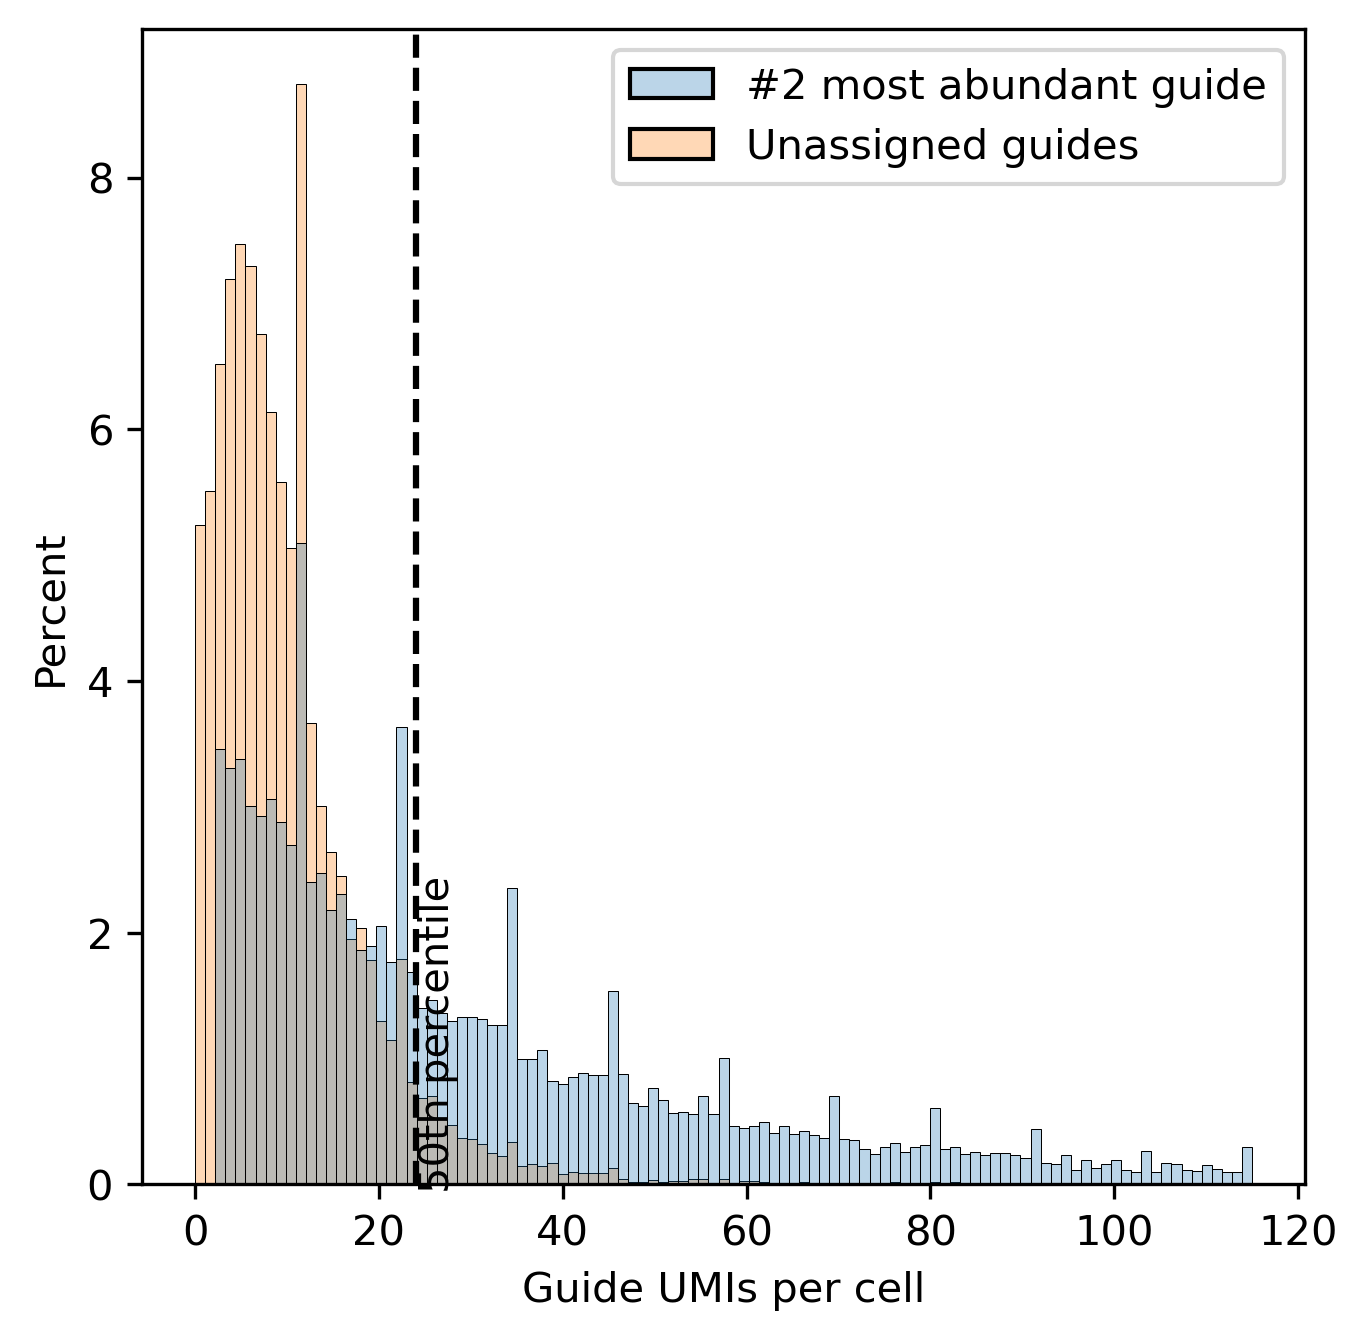 #2 most abundant guide
Unassigned guides
Percent
8
6
4
2
0
50th percentile
0 20 40 60 80 100 120
Guide UMIs per cell